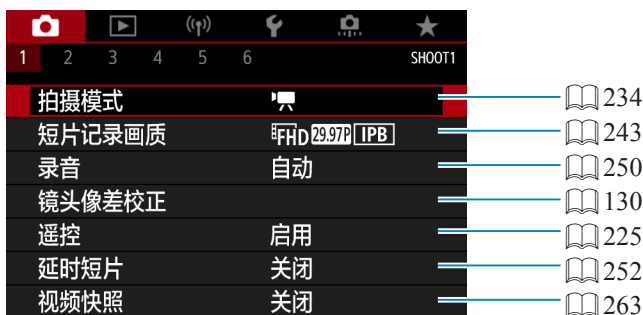 1 2 3 4 5 6 SHOOT1
拍摄模式 234
短片记录画质 FHD 29.97P IPB 243
录音 自动 250
镜头像差校正 130
遥控 启用 225
延时短片 关闭 252
视频快照 关闭 263